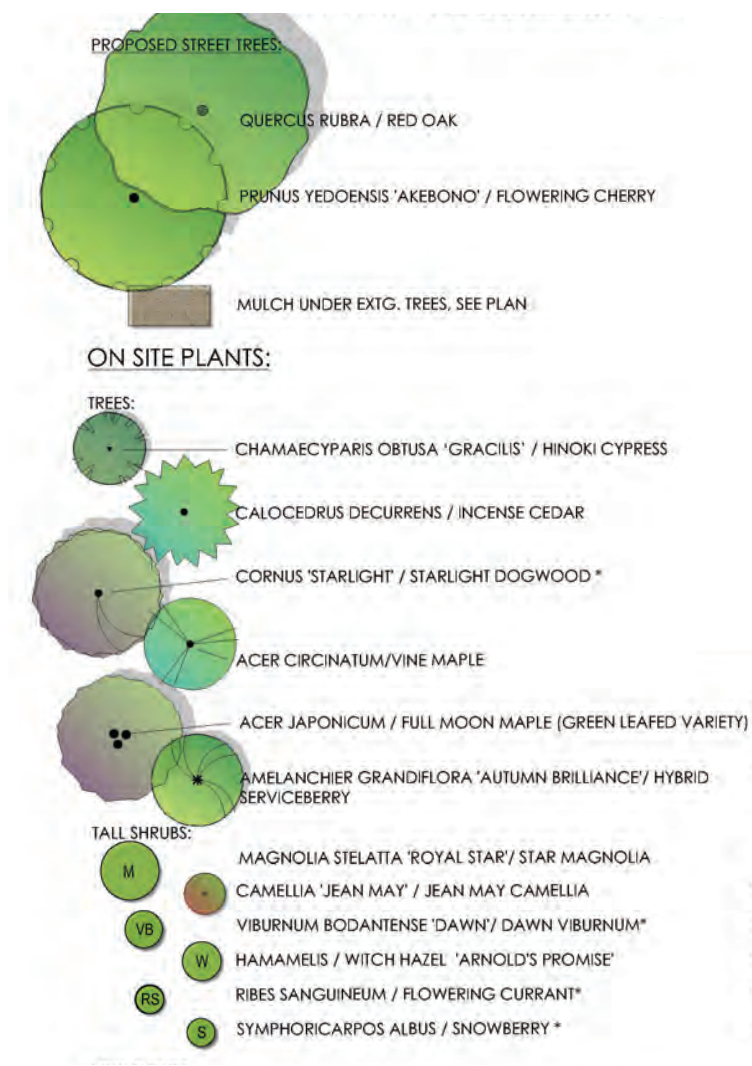 PROPOSED STREET TREES:
QUERCUS RUBRA / RED OAK
PRUNUS YEDOENSIS 'AKEBONO' / FLOWERING CHERRY
MULCH UNDER EXTG. TREES, SEE PLAN
ON SITE PLANTS:
TREES:
CHAMAECYPARIS OBTUSA 'GRACILIS' / HINOKI CYPRESS
CALOCEDRUS DECURRENS / INCENSE CEDAR
CORNUS 'STARLIGHT' / STARLIGHT DOGWOOD *
ACER CIRCINATUM/VINE MAPLE
ACER JAPONICUM / FULL MOON MAPLE (GREEN LEAFED VARIETY)
AMELANCHIER GRANDIFLORA 'AUTUMN BRILLIANCE'/ HYBRID
SERVICEBERRY
TALL SHRUBS:
M MAGNOLIA STELATTA 'ROYAL STAR'/ STAR MAGNOLIA
CAMELLIA 'JEAN MAY' / JEAN MAY CAMELLIA
VB VIBURNUM BODANTENSE 'DAWN'/ DAWN VIBURNUM*
W HAMAMELIS / WITCH HAZEL 'ARNOLD'S PROMISE'
RS RIBES SANGUINEUM / FLOWERING CURRANT*
S SYMPHORICARPOS ALBUS / SNOWBERRY *